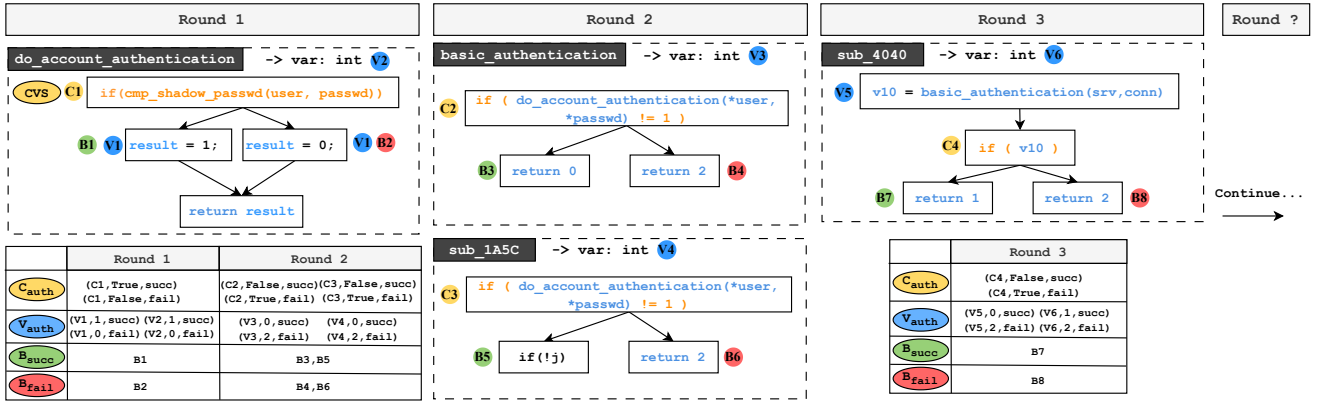 Round 1
do_account_authentication -> var: int V2
CVS C1 if(cmp_shadow_passwd(user, passwd))
B1 V1 result = 1;
result = 0; V1 B2
return result
Round 2
basic_authentication -> var: int V3
C2 if ( do_account_authentication(*user,
*passwd) != 1 )
B3 return 0
return 2 B4
sub_1A5C -> var: int V4
C3 if ( do_account_authentication(*user,
*passwd) != 1 )
B5 if(!j)
return 2 B6
Round 3
sub_4040 -> var: int V6
V5 v10 = basic_authentication(srv,conn)
C4 if ( v10 )
B7 return 1
return 2 B8
Round ?
Continue...
Round 1 Round 2
Cauth (C1,True,succ) (C2,False,succ)(C3,False,succ)
(C1,False,fail) (C2,True,fail) (C3,True,fail)
Vauth (V1,1,succ) (V2,1,succ) (V3,0,succ) (V4,0,succ)
(V1,0,fail) (V2,0,fail) (V3,2,fail) (V4,2,fail)
Bsucc B1 B3,B5
Bfail B2 B4,B6
Round 3
Cauth (C4,False,succ)
(C4,True,fail)
Vauth (V5,0,succ) (V6,1,succ)
(V5,2,fail) (V6,2,fail)
Bsucc B7
Bfail B8